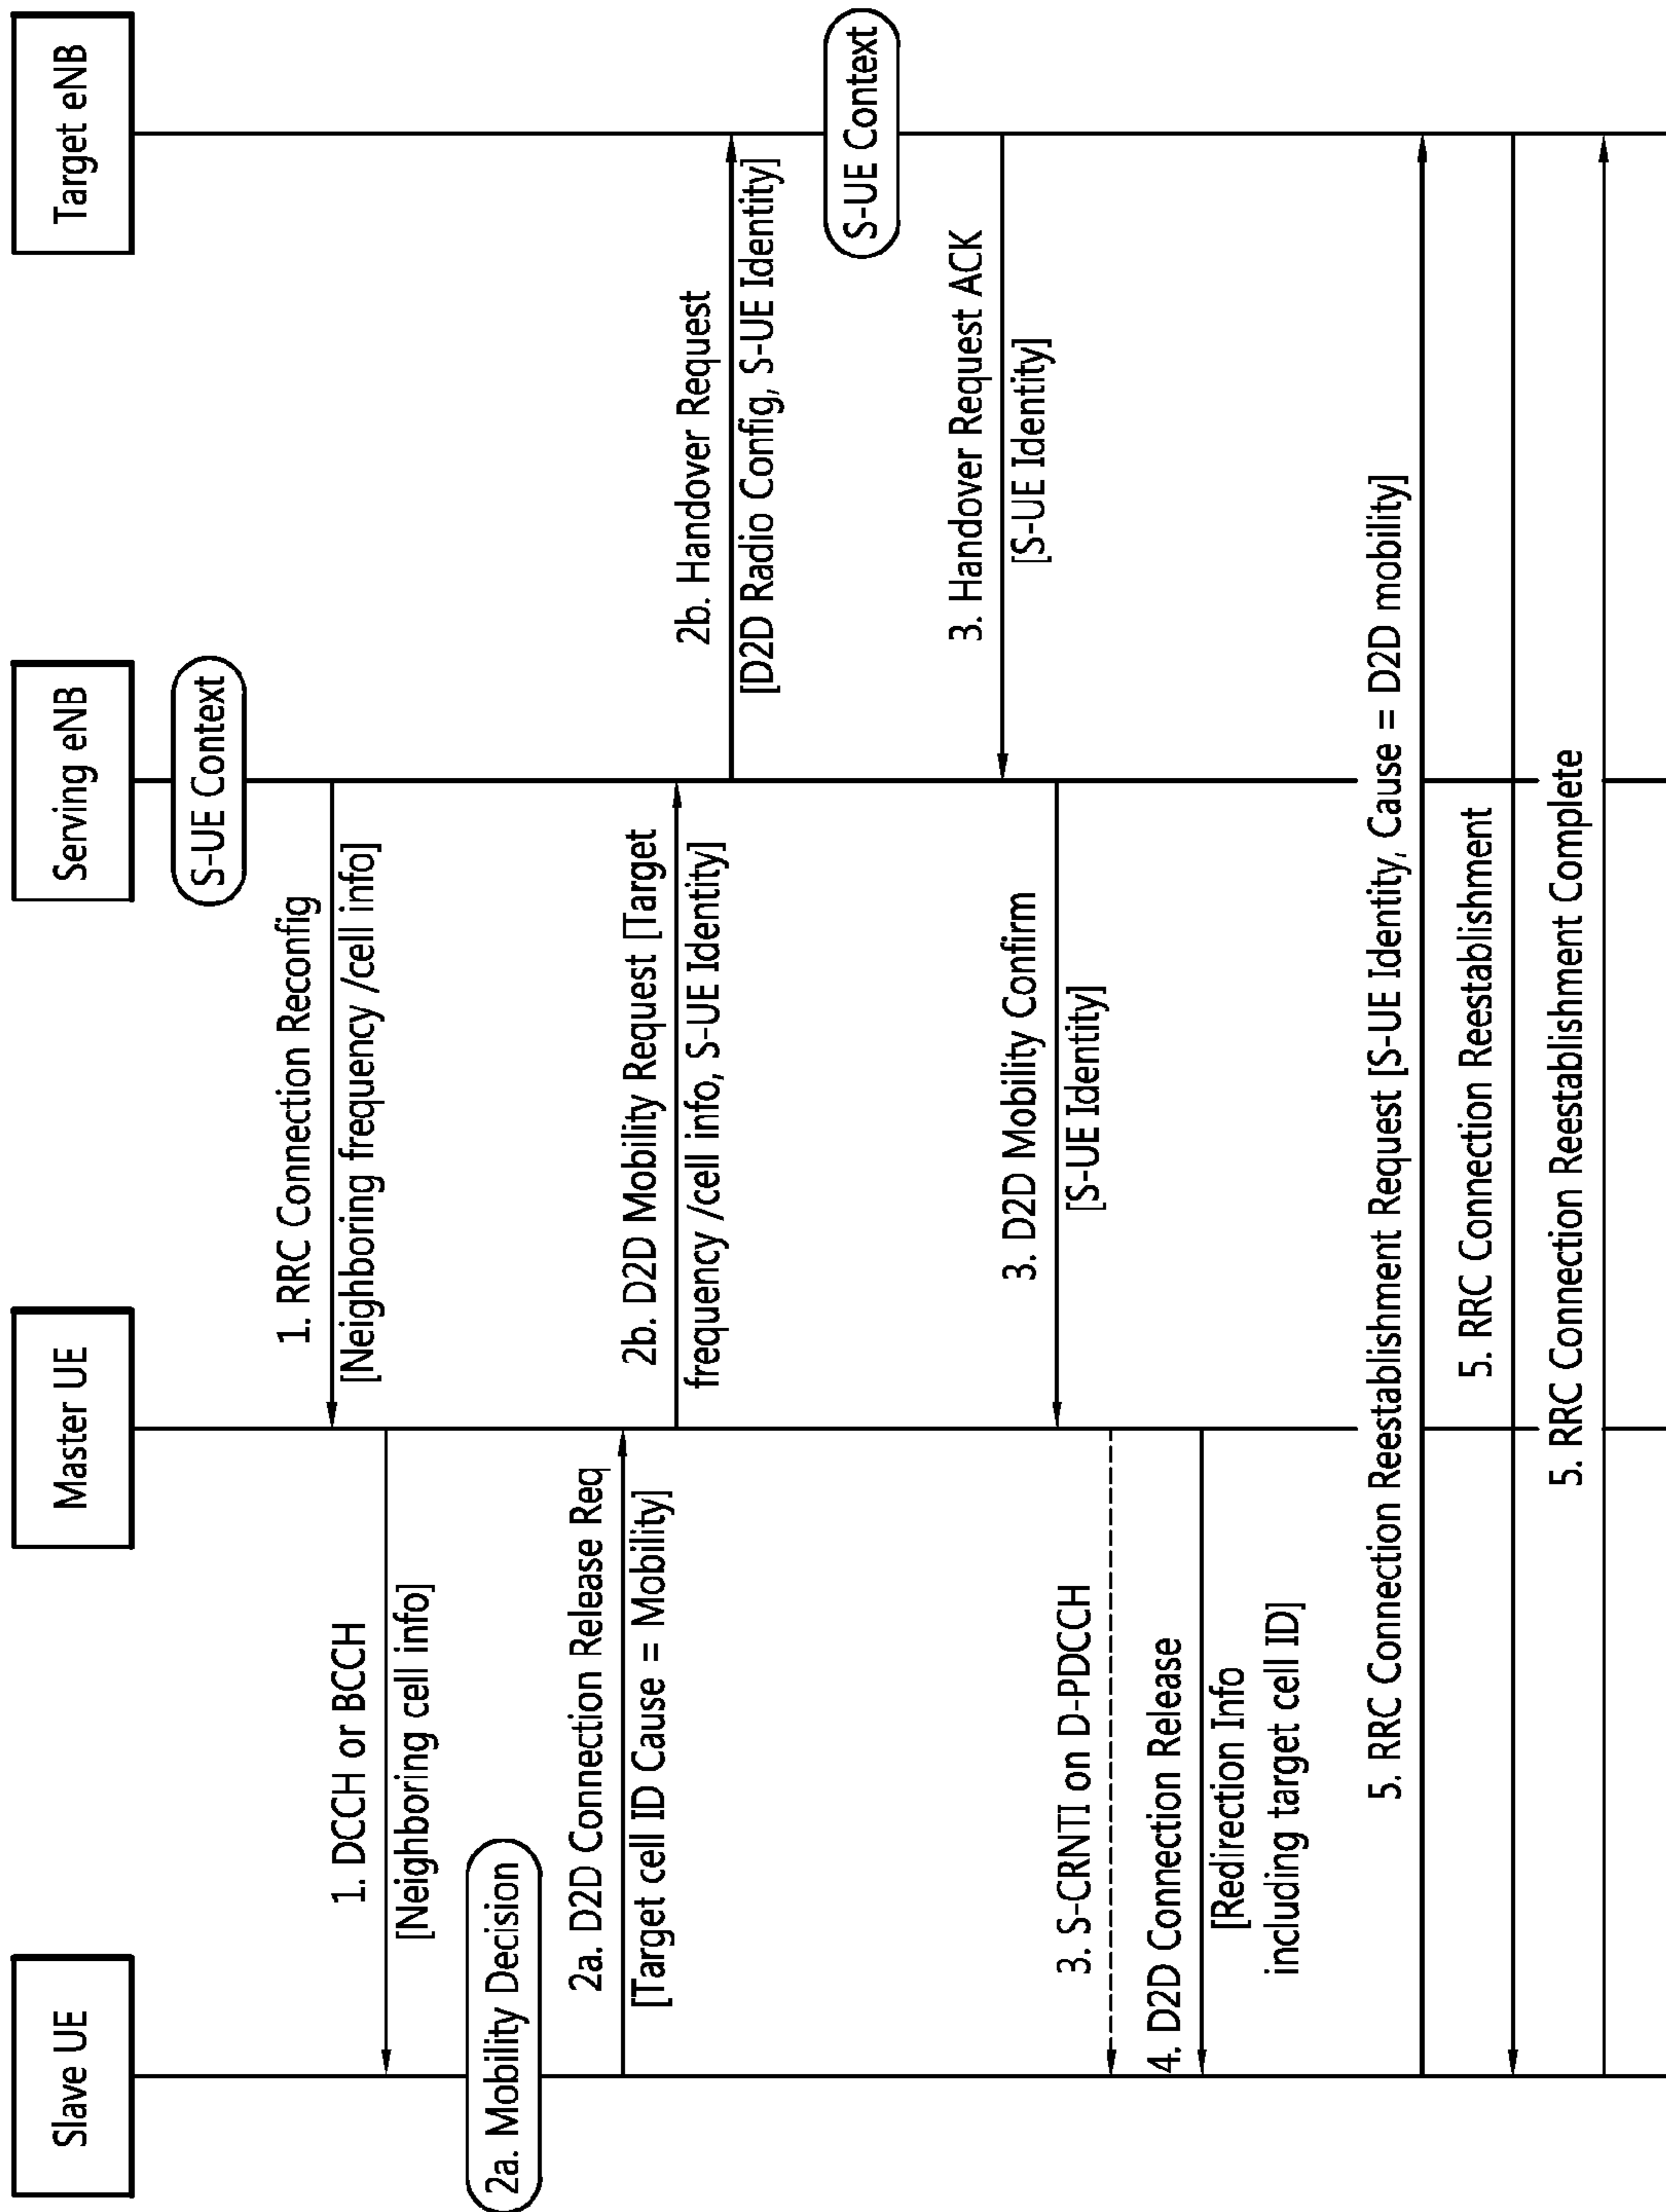 Slave UE
Master UE
Serving eNB
Target eNB
S-UE Context
1. RRC Connection Reconfig
[Neighboring frequency /cell info]
1. DCCH or BCCH
[Neighboring cell info]
2a. Mobility Decision
2a. D2D Connection Release Req
[Target cell ID Cause = Mobility]
2b. D2D Mobility Request [Target
frequency /cell info, S-UE Identity]
2b. Handover Request
[D2D Radio Config, S-UE Identity]
S-UE Context
3. Handover Request ACK
[S-UE Identity]
3. D2D Mobility Confirm
[S-UE Identity]
3. S-CRNTI on D-PDCCH
4. D2D Connection Release
[Redirection Info
including target cell ID]
5. RRC Connection Reestablishment Request [S-UE Identity, Cause = D2D mobility]
5. RRC Connection Reestablishment
5. RRC Connection Reestablishment Complete